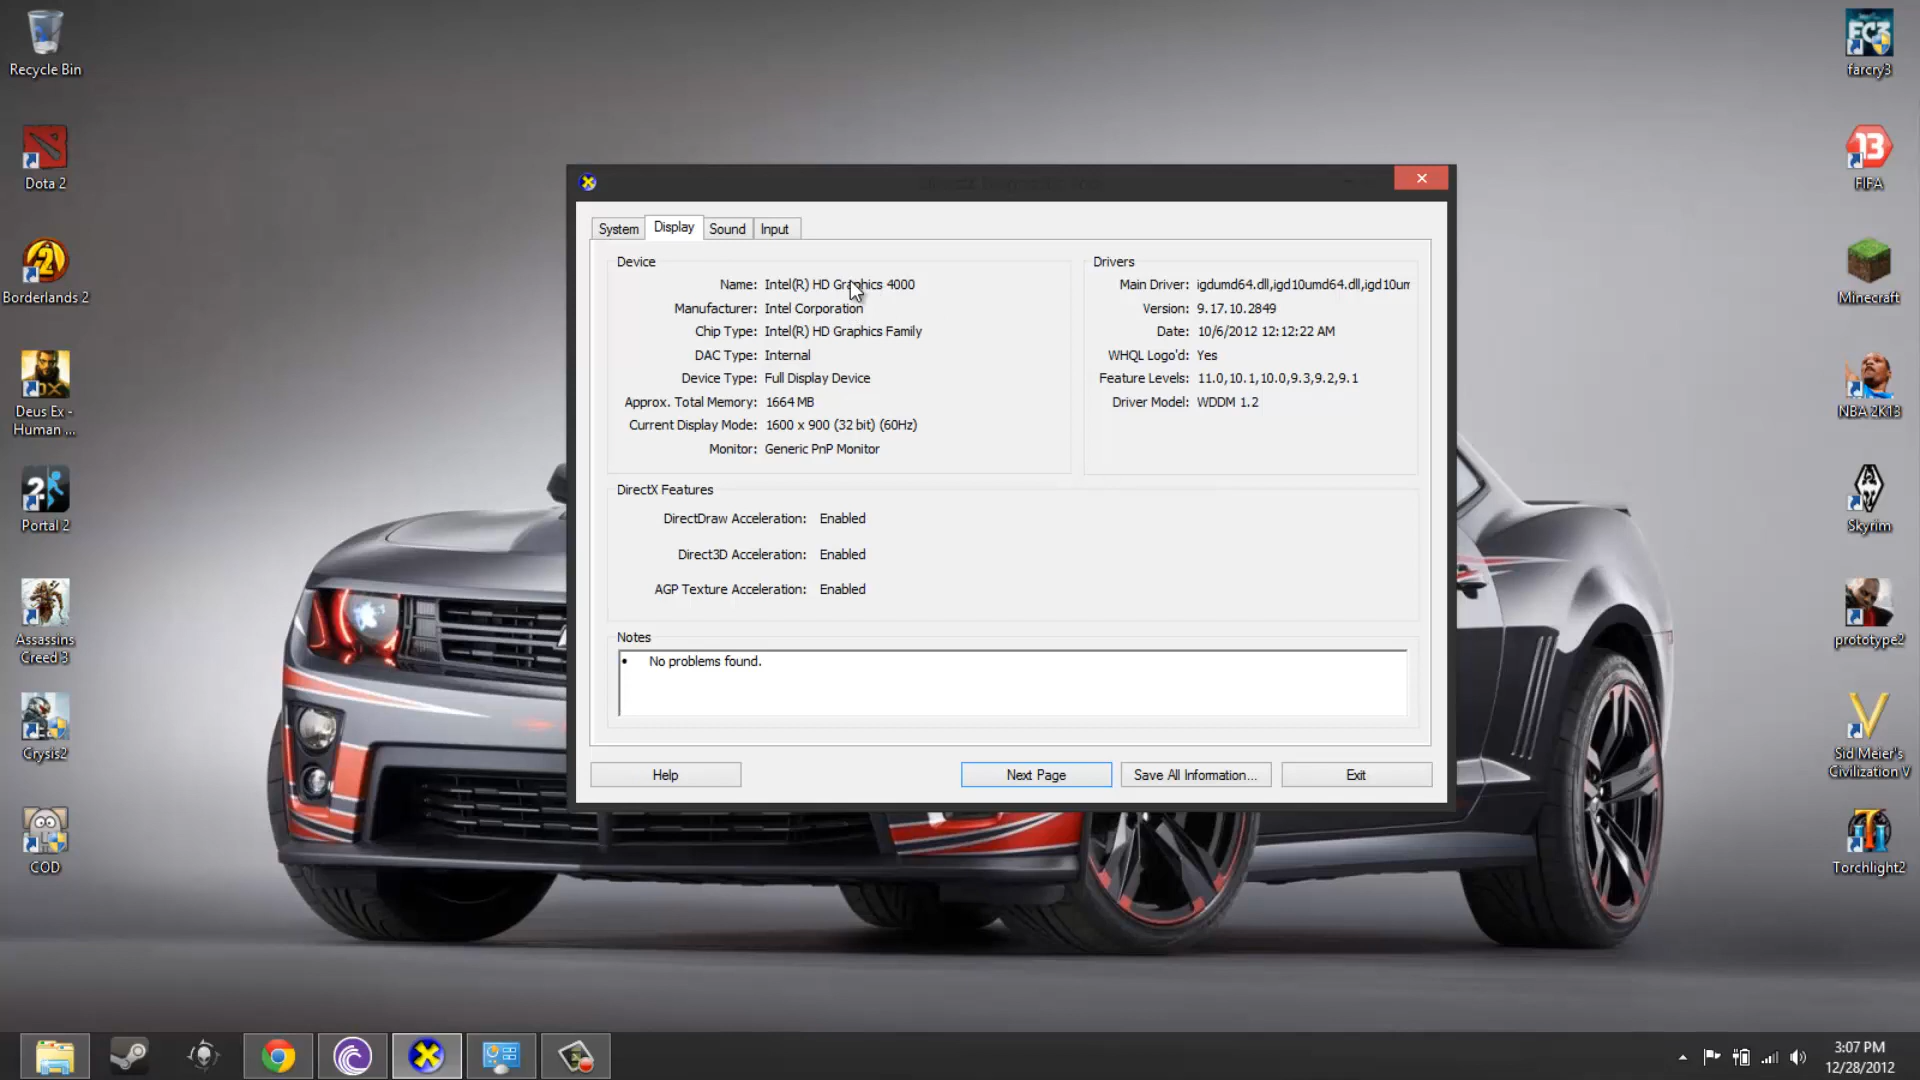 Recycle Bin
Dota 2
Borderlands 2
Deus Ex -
Human ...
Portal 2
Assassins
Creed 3
Crysis2
COD
System
Display
Sound
Input
Device
Name: Intel(R) HD Graphics 4000
Manufacturer: Intel Corporation
Chip Type: Intel(R) HD Graphics Family
DAC Type: Internal
Device Type: Full Display Device
Approx. Total Memory: 1664 MB
Current Display Mode: 1600 x 900 (32 bit) (60Hz)
Monitor: Generic PnP Monitor
Drivers
Main Driver: igdumd64.dll,igd10umd64.dll,igd10um
Version: 9.17.10.2849
Date: 10/6/2012 12:12:22 AM
WHQL Logo'd: Yes
Feature Levels: 11.0,10.1,10.0,9.3,9.2,9.1
Driver Model: WDDM 1.2
DirectX Features
DirectDraw Acceleration: Enabled
Direct3D Acceleration: Enabled
AGP Texture Acceleration: Enabled
Notes
• No problems found.
Help
Next Page
Save All Information...
Exit
FC3
farcry3
13
FIFA
Minecraft
NBA 2K13
Skyrim
prototype2
Sid Meier's
Civilization V
Torchlight2
3:07 PM
12/28/2012